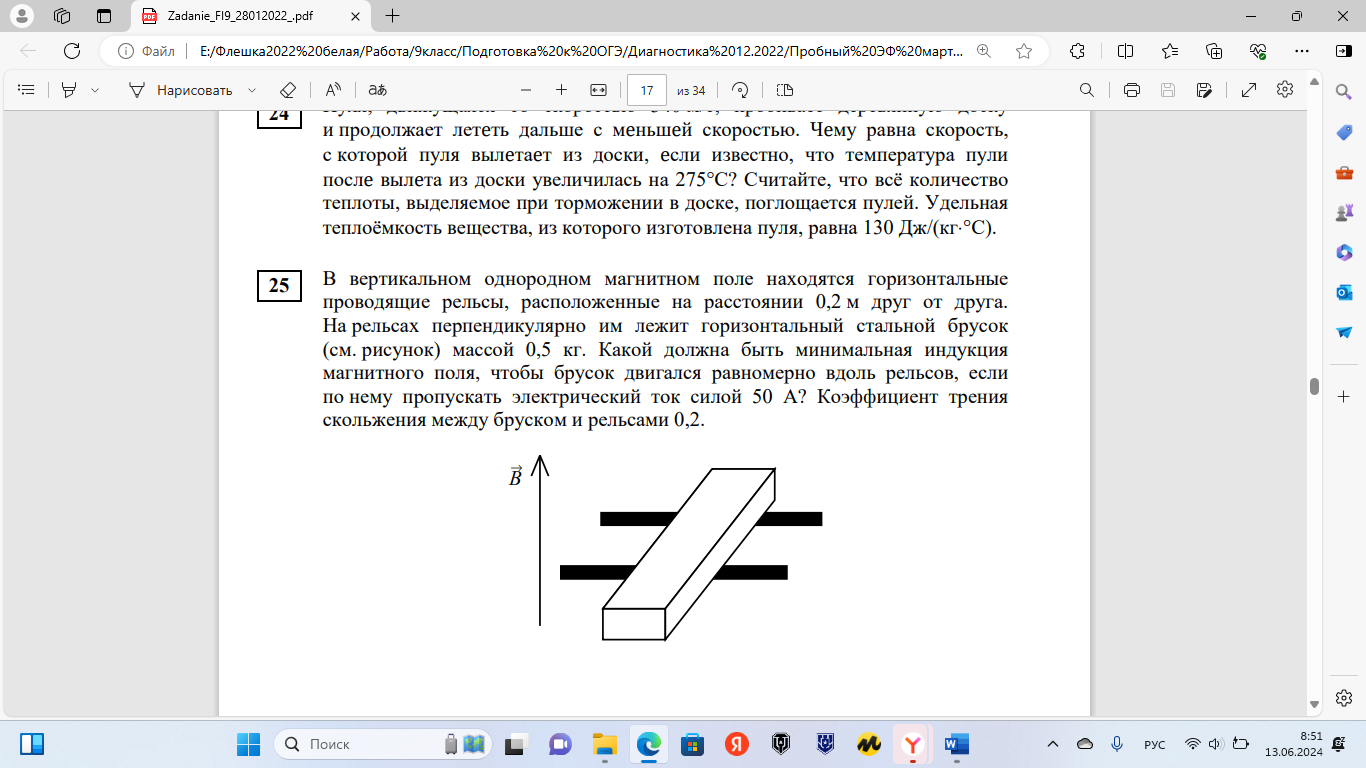 Zadanie_FI9_28012022_.pdf
Файл
E:/Флешка2022%20белая/Работа/9класс/Подготовка%20к%20ОГЭ/Диагностика%2012.2022/Пробный%20ЭФ%20март...
Нарисовать
аあ
17
из 34
24
и продолжает лететь дальше с меньшей скоростью. Чему равна скорость,
с которой пуля вылетает из доски, если известно, что температура пули
после вылета из доски увеличилась на 275°С? Считайте, что всё количество
теплоты, выделяемое при торможении в доске, поглощается пулей. Удельная
теплоёмкость вещества, из которого изготовлена пуля, равна 130 Дж/(кг·°С).
25
В вертикальном однородном магнитном поле находятся горизонтальные
проводящие рельсы, расположенные на расстоянии 0,2 м друг от друга.
На рельсах перпендикулярно им лежит горизонтальный стальной брусок
(см. рисунок) массой 0,5 кг. Какой должна быть минимальная индукция
магнитного поля, чтобы брусок двигался равномерно вдоль рельсов, если
по нему пропускать электрический ток силой 50 А? Коэффициент трения
скольжения между бруском и рельсами 0,2.
B
Поиск
РУС
8:51
13.06.2024